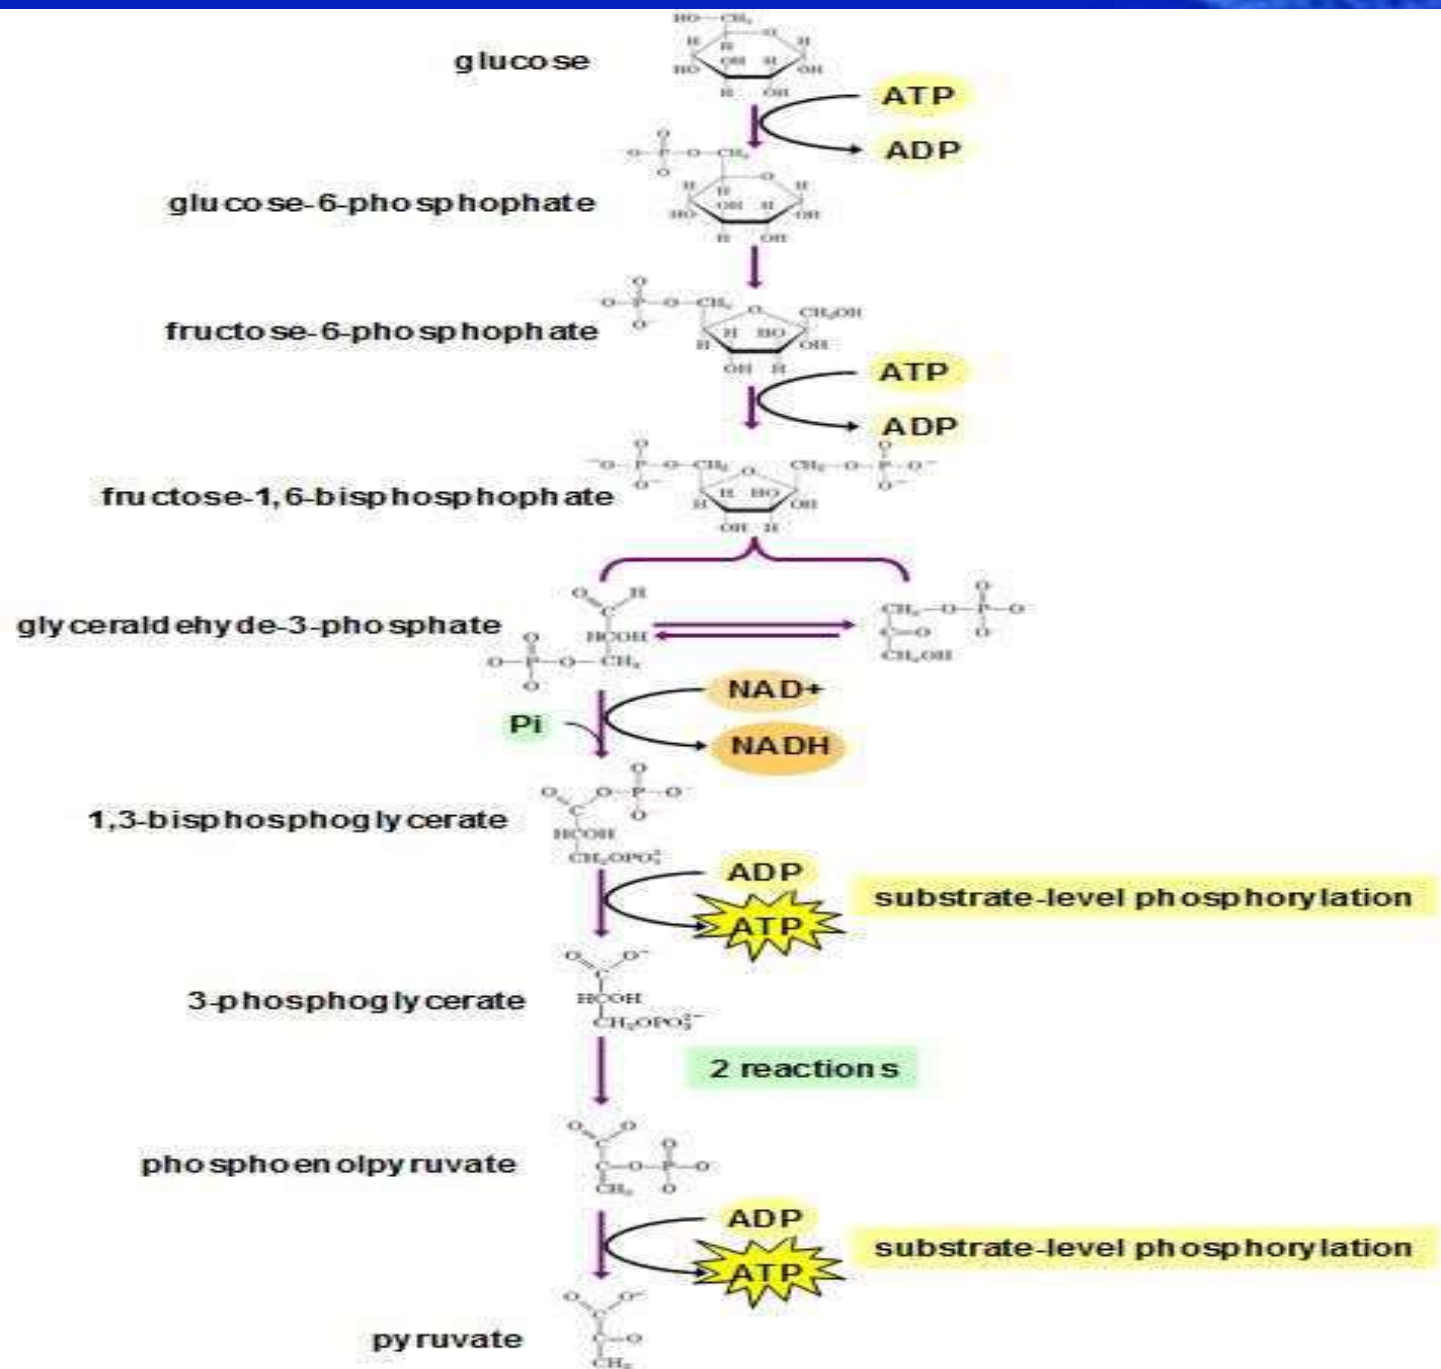 glucose
ATP
ADP
glucose-6-phosphophate
fructose-6-phosphophate
ATP
ADP
fructose-1,6-bisphosphophate
glyceraldehyde-3-phosphate
NAD+
Pi
NADH
1,3-bisphosphoglycerate
ADP
substrate-level phosphorylation
ATP
3-phosphoglycerate
2 reactions
phosphoenolpyruvate
ADP
substrate-level phosphorylation
ATP
pyruvate